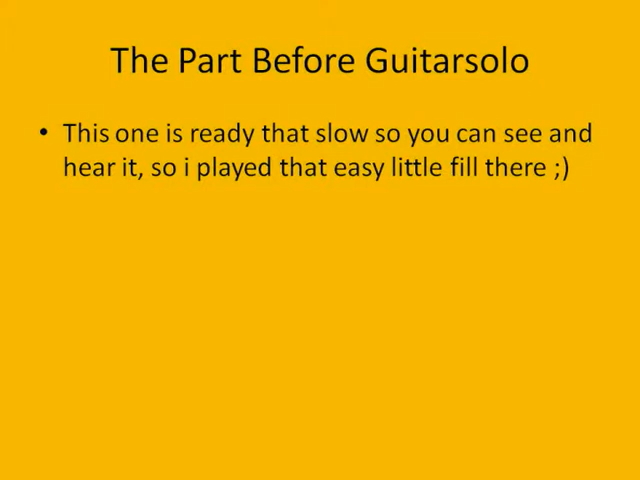 The Part Before Guitarsolo
• This one is ready that slow so you can see and
hear it, so i played that easy little fill there ;)